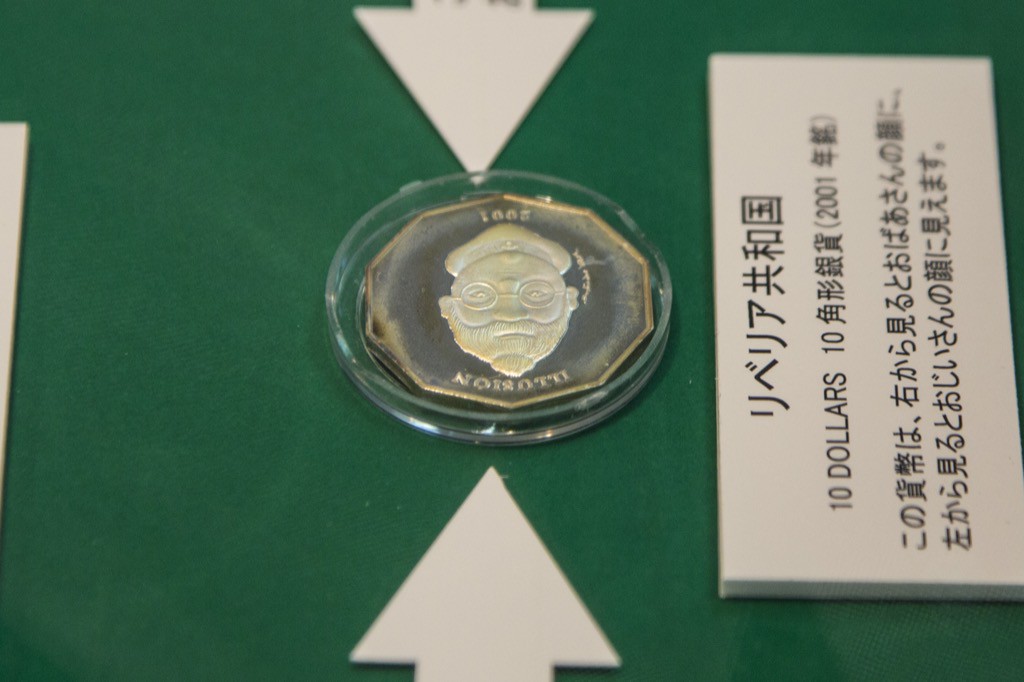 リベリア共和国
10 DOLLARS 10角形銀貨(2001年銘)
この貨幣は、右から見るとおばあさんの顔に、
左から見るとおじいさんの顔に見えます。
2001
ILLUSION